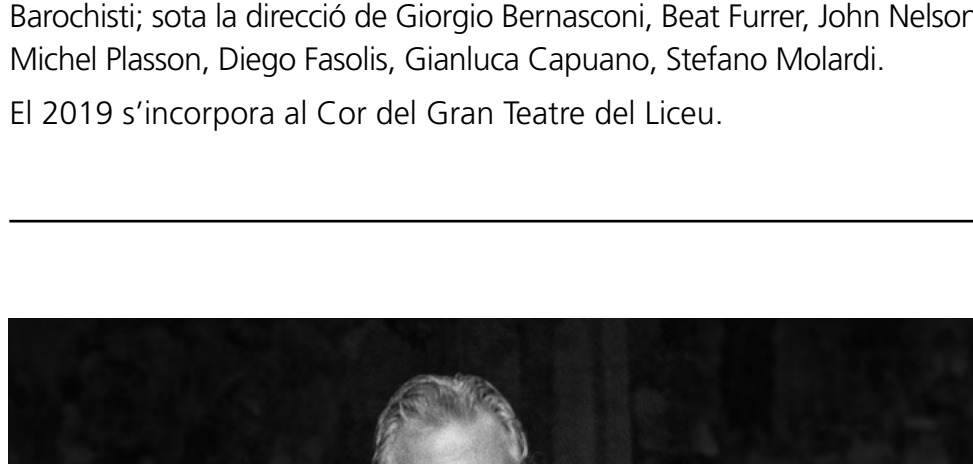 Barochisti; sota la direcció de Giorgio Bernasconi, Beat Furrer, John Nelson
Michel Plasson, Diego Fasolis, Gianluca Capuano, Stefano Molardi.
El 2019 s’incorpora al Cor del Gran Teatre del Liceu.